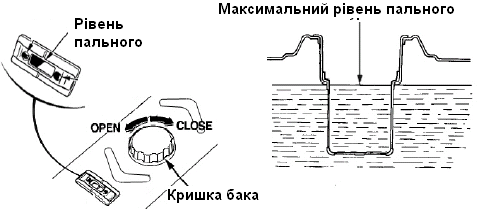 Рівень
пального
Максимальний рівень пального
OPEN
CLOSE
Кришка бака